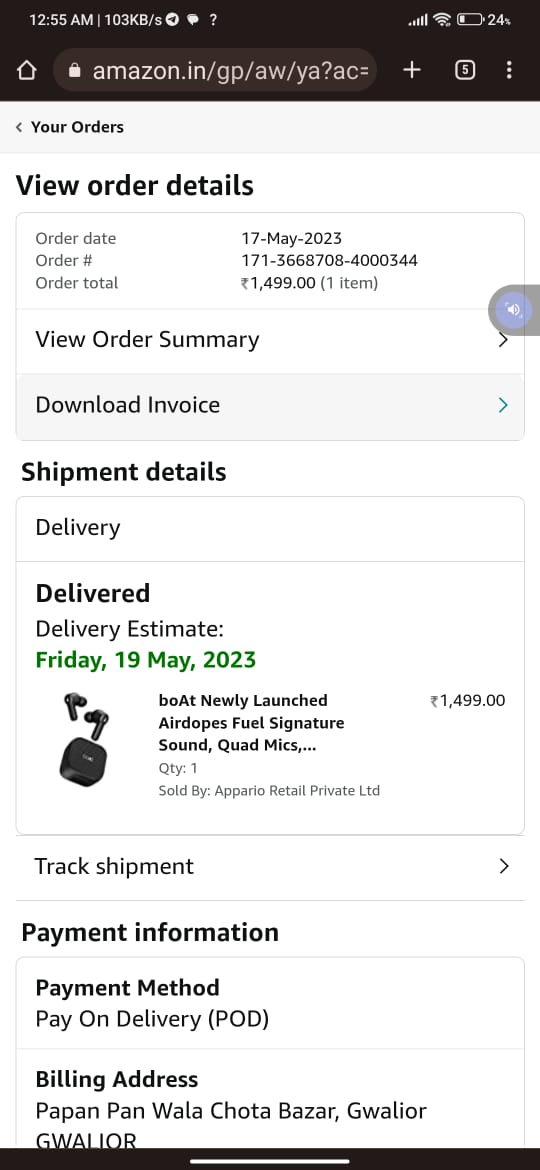 12:55 AM | 103KB/s ?
24%
amazon.in/gp/aw/ya?ac=
5
Your Orders
View order details
Order date 17-May-2023
Order # 171-3668708-4000344
Order total ₹1,499.00 (1 item)
View Order Summary
Download Invoice
Shipment details
Delivery
Delivered
Delivery Estimate:
Friday, 19 May, 2023
boAt Newly Launched ₹1,499.00
Airdopes Fuel Signature
Sound, Quad Mics,...
Qty: 1
Sold By: Appario Retail Private Ltd
Track shipment
Payment information
Payment Method
Pay On Delivery (POD)
Billing Address
Papan Pan Wala Chota Bazar, Gwalior
GWALIOR